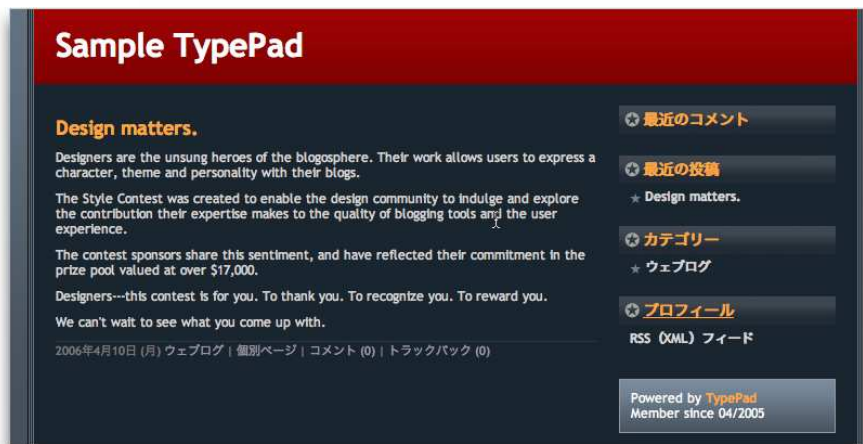 Sample TypePad
Design matters.
Designers are the unsung heroes of the blogosphere. Their work allows users to express a
character, theme and personality with their blogs.
The Style Contest was created to enable the design community to indulge and explore
the contribution their expertise makes to the quality of blogging tools and the user
experience.
The contest sponsors share this sentiment, and have reflected their commitment in the
prize pool valued at over $17,000.
Designers---this contest is for you. To thank you. To recognize you. To reward you.
We can't wait to see what you come up with.
2006年4月10日 (月) ウェブログ | 個別ページ | コメント (0) | トラックバック (0)
最近のコメント
最近の投稿
Design matters.
カテゴリー
ウェブログ
プロフィール
RSS (XML) フィード
Powered by TypePad
Member since 04/2005